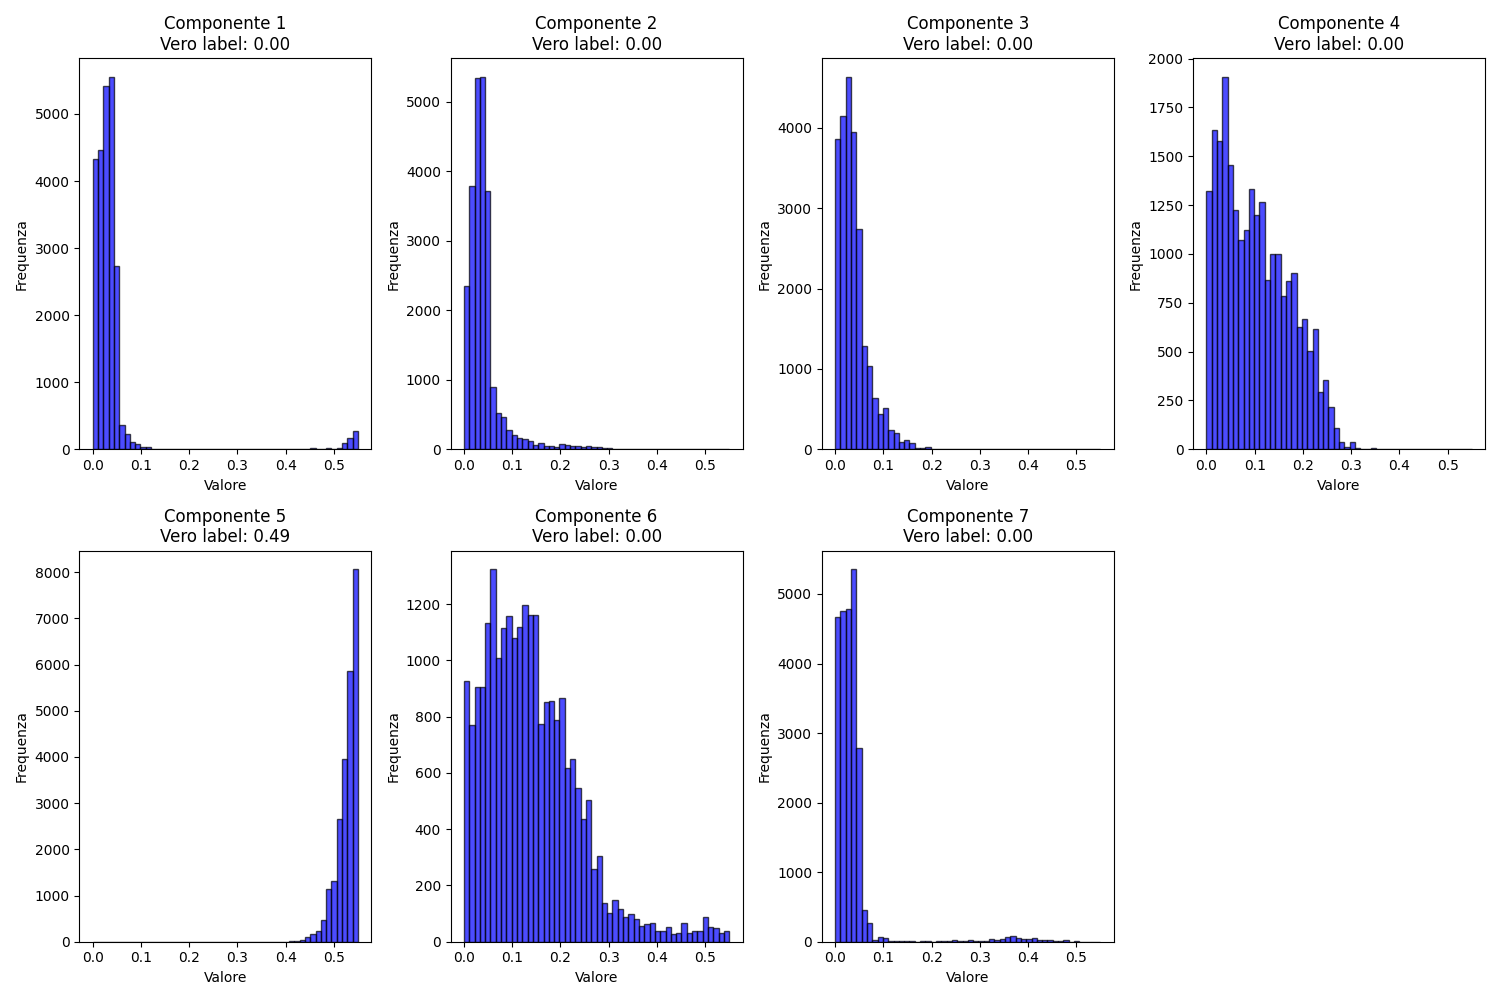 Componente 1
Vero label: 0.00
Frequenza
5000
4000
3000
2000
1000
0
0.0 0.1 0.2 0.3 0.4 0.5
Valore
Componente 2
Vero label: 0.00
Frequenza
5000
4000
3000
2000
1000
0
0.0 0.1 0.2 0.3 0.4 0.5
Valore
Componente 3
Vero label: 0.00
Frequenza
4000
3000
2000
1000
0
0.0 0.1 0.2 0.3 0.4 0.5
Valore
Componente 4
Vero label: 0.00
Frequenza
2000
1750
1500
1250
1000
750
500
250
0
0.0 0.1 0.2 0.3 0.4 0.5
Valore
Componente 5
Vero label: 0.49
Frequenza
8000
7000
6000
5000
4000
3000
2000
1000
0
0.0 0.1 0.2 0.3 0.4 0.5
Valore
Componente 6
Vero label: 0.00
Frequenza
1200
1000
800
600
400
200
0
0.0 0.1 0.2 0.3 0.4 0.5
Valore
Componente 7
Vero label: 0.00
Frequenza
5000
4000
3000
2000
1000
0
0.0 0.1 0.2 0.3 0.4 0.5
Valore